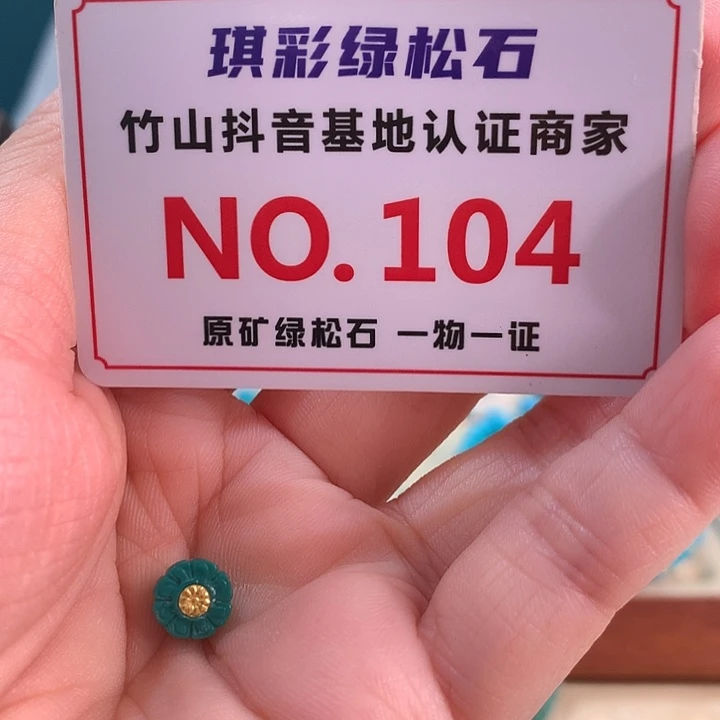 琪彩绿松石
竹山抖音基地认证商家
NO.104
原矿绿松石 一物一证